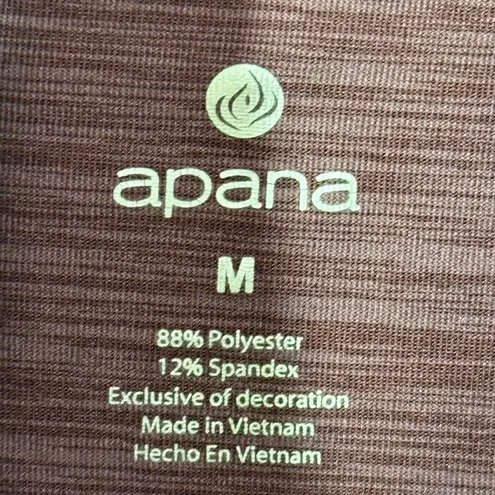 apana
M
88% Polyester
12% Spandex
Exclusive of decoration
Made in Vietnam
Hecho En Vietnam